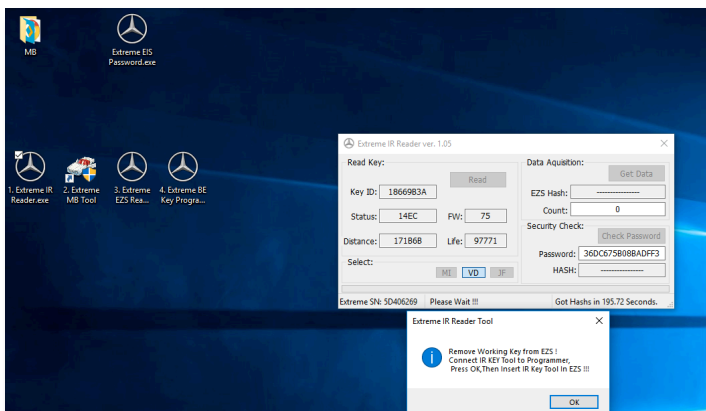 MB
Extreme EIS
Password.exe
1. Extreme IR
Reader.exe
2. Extreme
MB Tool
3. Extreme
EZS Rea...
4. Extreme BE
Key Progra...
Extreme IR Reader ver. 1.05
Read Key:
Read
Key ID: 18669B3A
Status: 14EC FW: 75
Distance: 171B6B Life: 97771
Select:
MI VD JF
Data Aquisition:
Get Data
EZS Hash: ----------------
Count: 0
Security Check:
Check Password
Password: 36DC675B08BADFF3
HASH: ----------------
Extreme SN: 5D406269 Please Wait !!! Got Hashs in 195.72 Seconds.
Extreme IR Reader Tool
Remove Working Key from EZS !
Connect IR KEY Tool to Programmer,
Press OK,Then Insert IR Key Tool In EZS !!!
OK